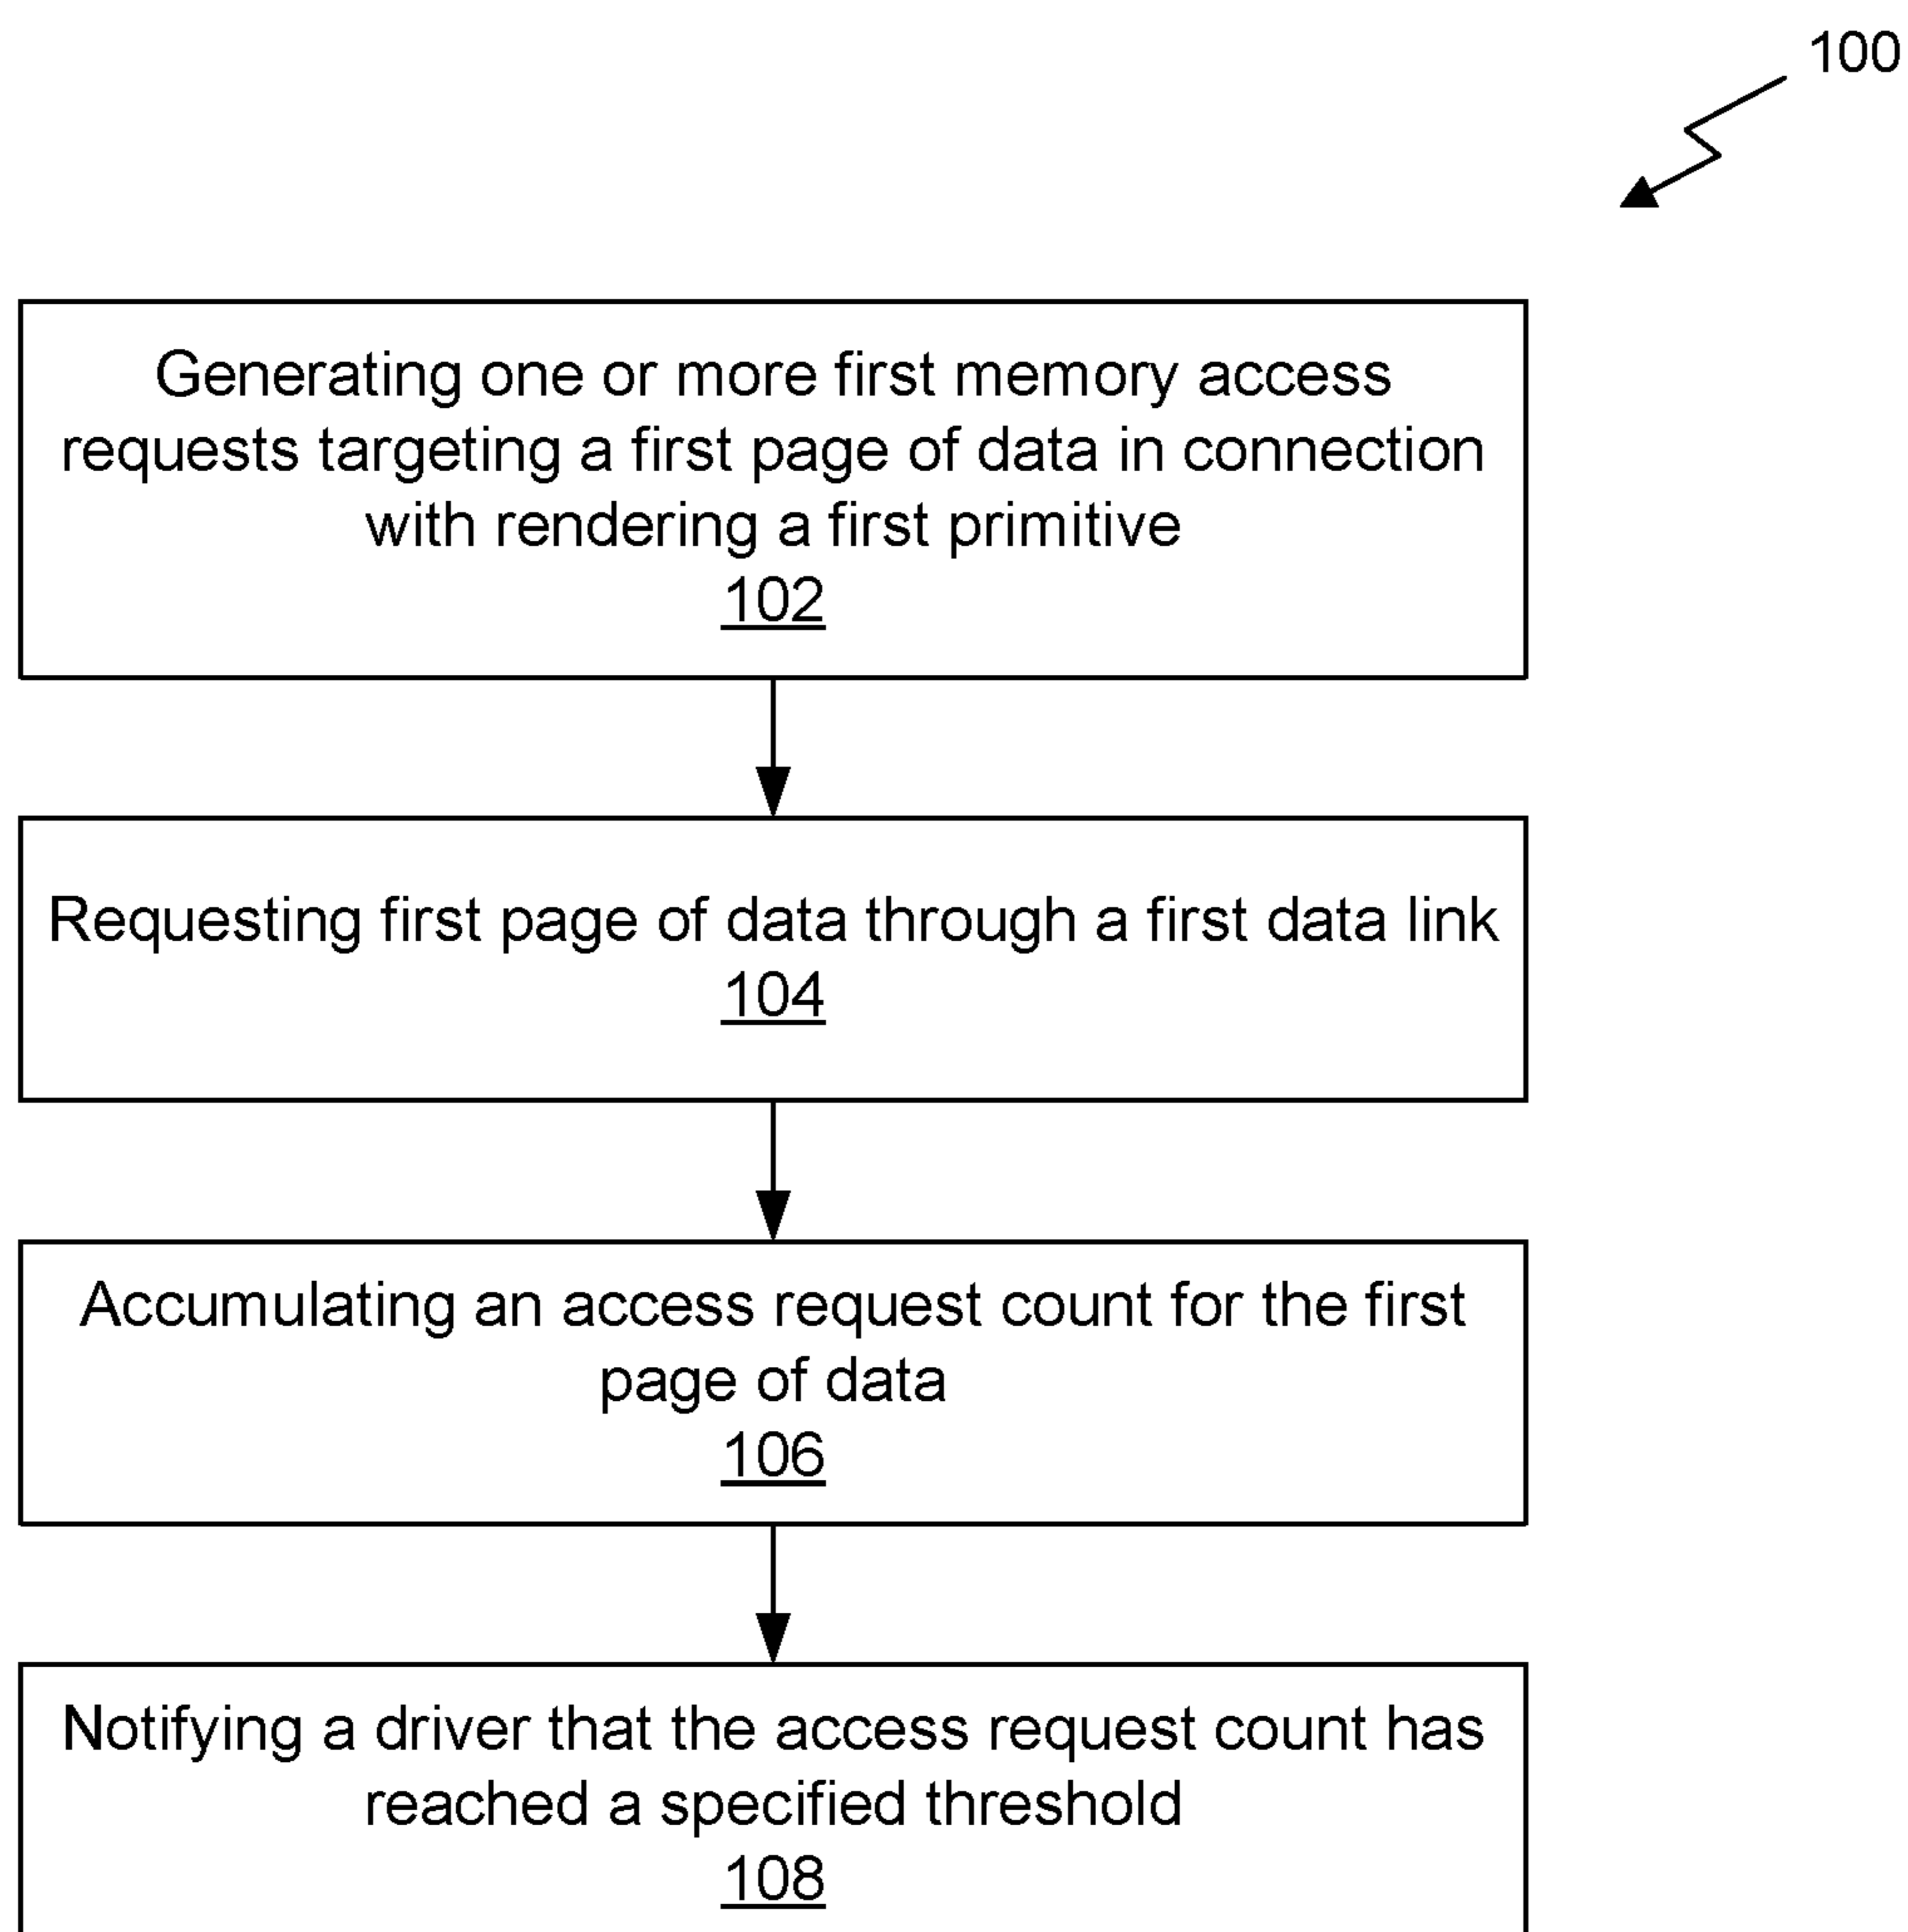 100
Generating one or more first memory access
requests targeting a first page of data in connection
with rendering a first primitive
102
Requesting first page of data through a first data link
104
Accumulating an access request count for the first
page of data
106
Notifying a driver that the access request count has
reached a specified threshold
108